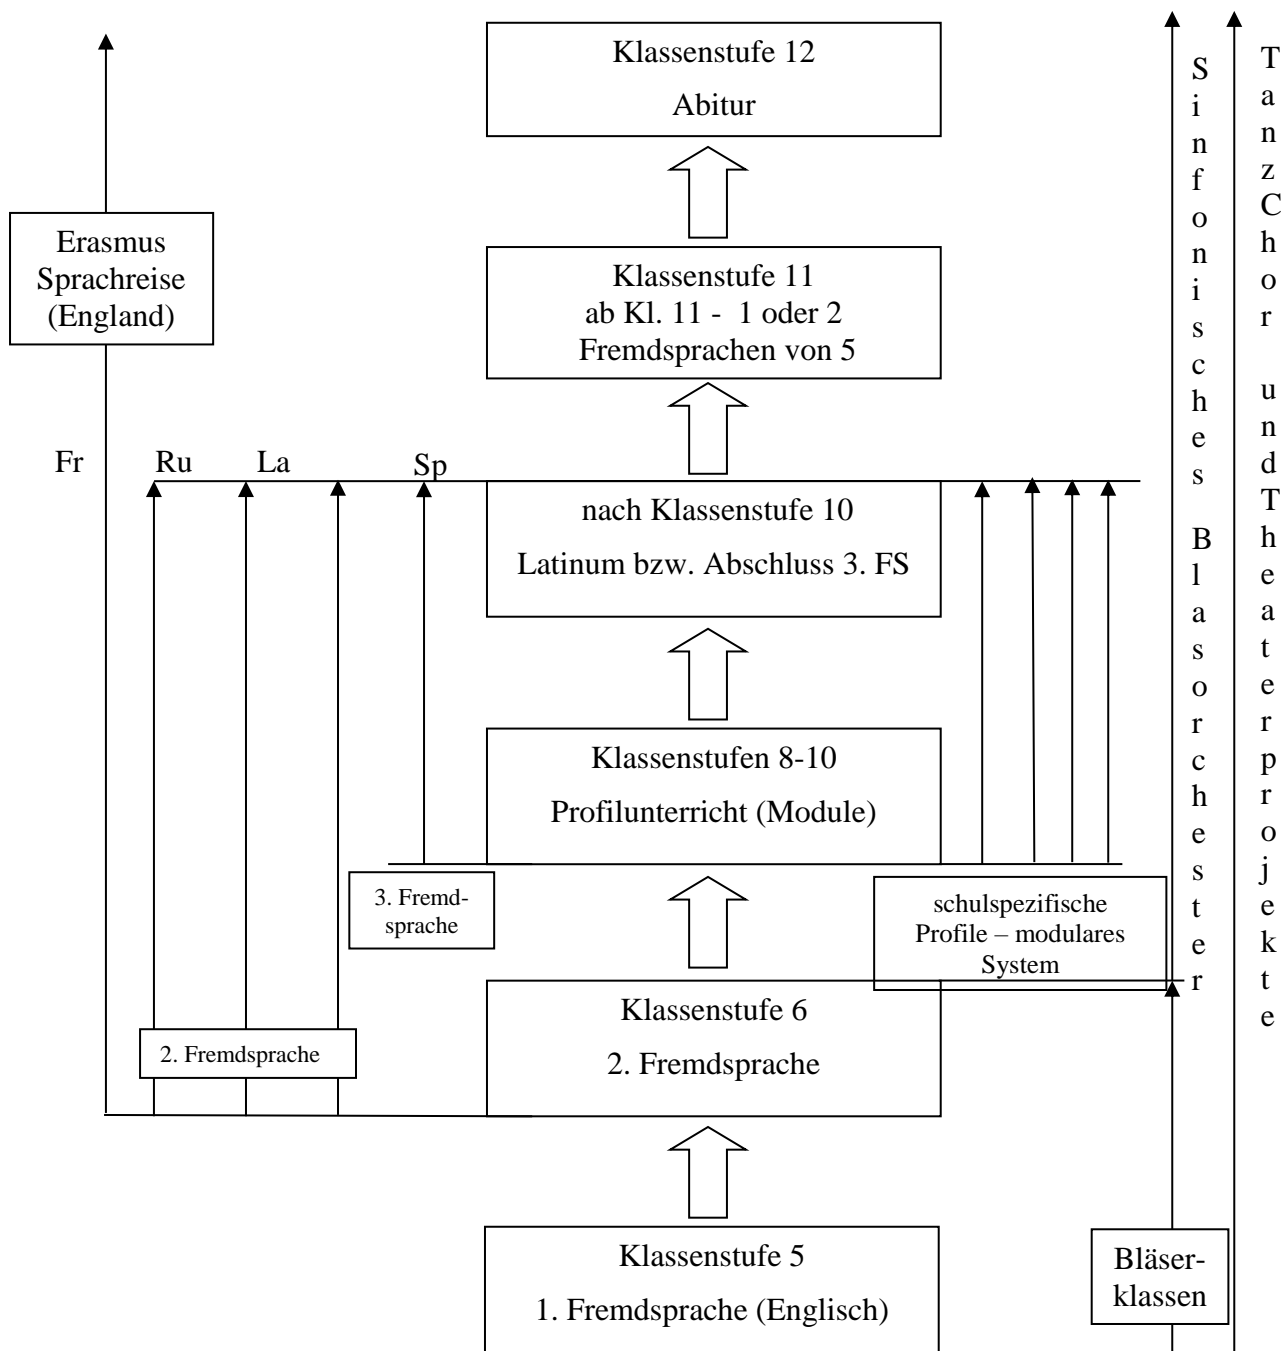 Klassenstufe 12
Abitur
Erasmus
Sprachreise
(England)
Klassenstufe 11
ab Kl. 11 - 1 oder 2
Fremdsprachen von 5
Fr Ru La Sp
nach Klassenstufe 10
Latinum bzw. Abschluss 3. FS
Klassenstufen 8-10
Profilunterricht (Module)
3. Fremd-
sprache
schulspezifische
Profile – modulares
System
Klassenstufe 6
2. Fremdsprache
2. Fremdsprache
Klassenstufe 5
1. Fremdsprache (Englisch)
Bläser-
klassen
Sinfonisches Blasorchester
TanzChor undTheaterprojekte